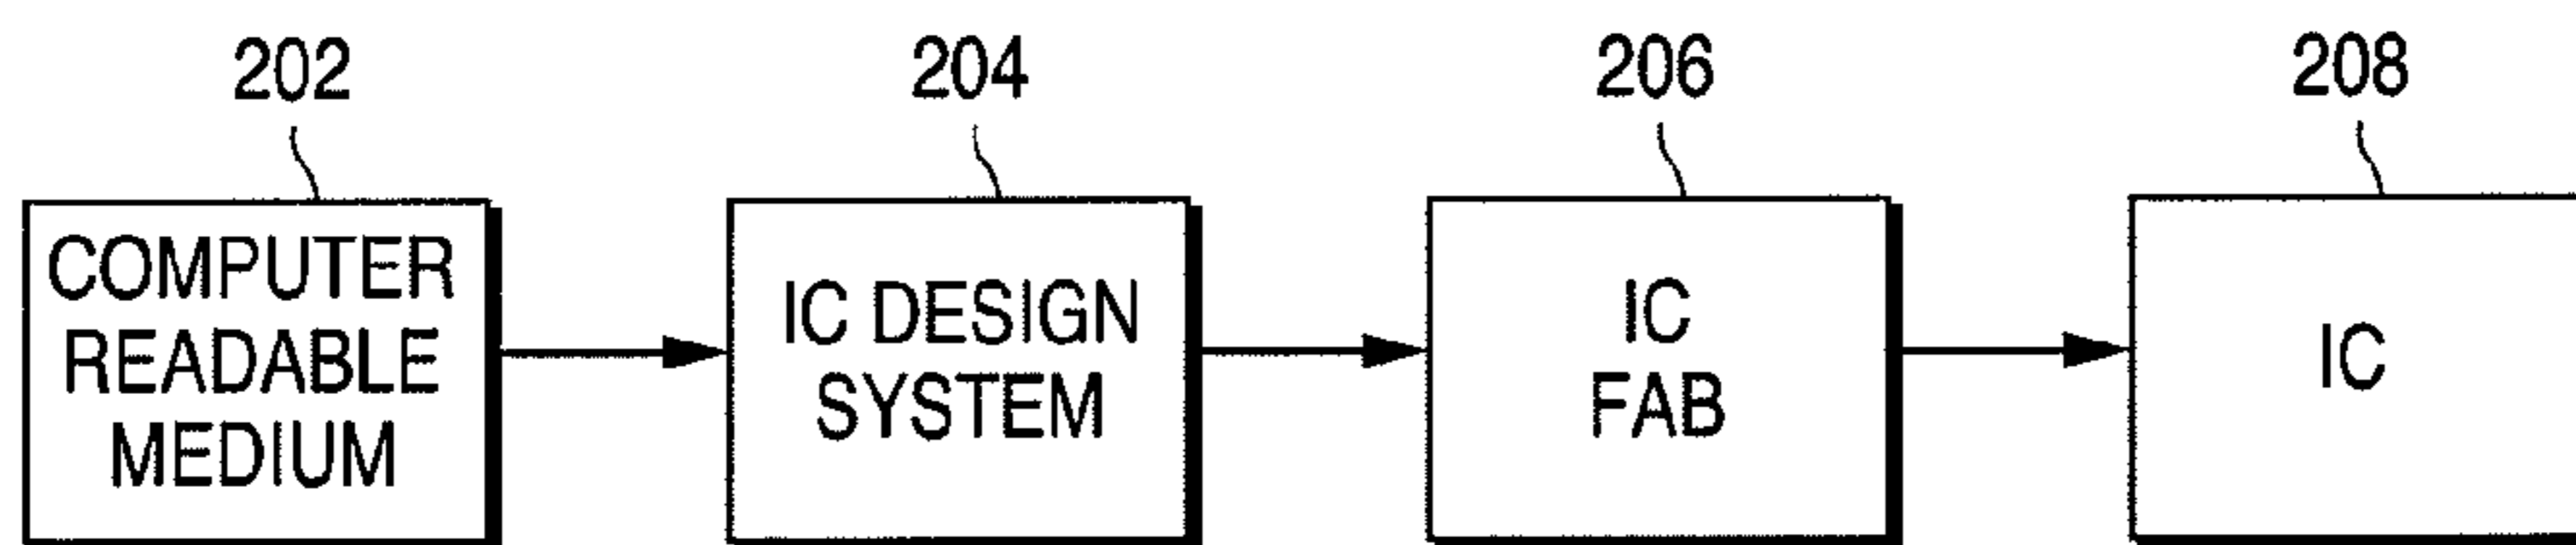 202
204
206
208
COMPUTER
READABLE
MEDIUM
IC DESIGN
SYSTEM
IC
FAB
IC